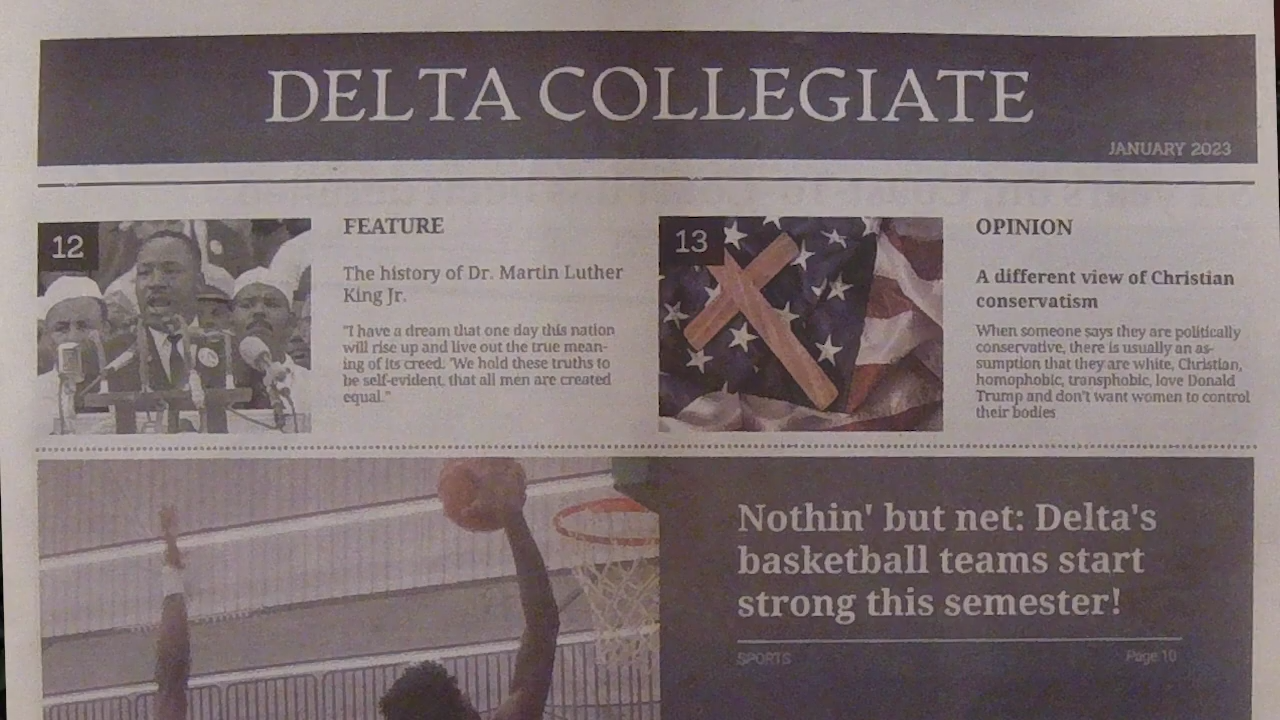 DELTA COLLEGIATE
JANUARY 2023
12
FEATURE
The history of Dr. Martin Luther
King Jr.
"I have a dream that one day this nation
will rise up and live out the true mean-
ing of its creed. 'We hold these truths to
be self-evident, that all men are created
equal."
13
OPINION
A different view of Christian
conservatism
When someone says they are politically
conservative, there is usually an as-
sumption that they are white, Christian,
homophobic, transphobic, love Donald
Trump and don't want women to control
their bodies
Nothin' but net: Delta's
basketball teams start
strong this semester!
SPORTS
Page 10